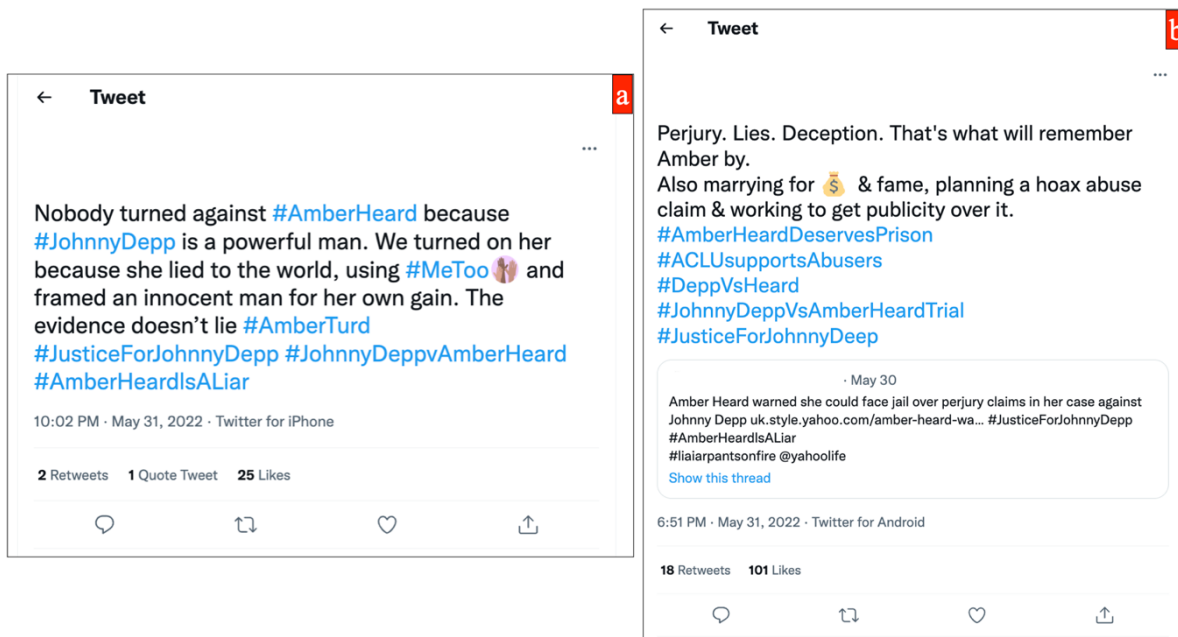 a
Tweet
Nobody turned against #AmberHeard because
#JohnnyDepp is a powerful man. We turned on her
because she lied to the world, using #MeToo and
framed an innocent man for her own gain. The
evidence doesn’t lie #AmberTurd
#JusticeForJohnnyDepp #JohnnyDeppvAmberHeard
#AmberHeardIsALiar
10:02 PM · May 31, 2022 · Twitter for iPhone
2 Retweets 1 Quote Tweet 25 Likes
b
Tweet
Perjury. Lies. Deception. That's what will remember
Amber by.
Also marrying for 💰 & fame, planning a hoax abuse
claim & working to get publicity over it.
#AmberHeardDeservesPrison
#ACLUsupportsAbusers
#DeppVsHeard
#JohnnyDeppVsAmberHeardTrial
#JusticeForJohnnyDeep
· May 30
Amber Heard warned she could face jail over perjury claims in her case against
Johnny Depp uk.style.yahoo.com/amber-heard-wa... #JusticeForJohnnyDepp
#AmberHeardIsALiar
#liaiarpantsonfire @yahoolife
Show this thread
6:51 PM · May 31, 2022 · Twitter for Android
18 Retweets 101 Likes